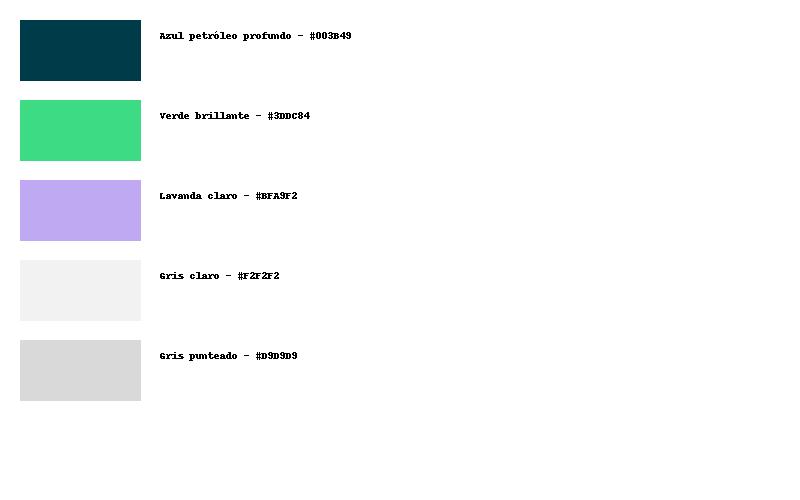 Azul petróleo profundo - #003B49
Verde brillante - #3DDC84
Lavanda claro - #BFA9F2
Gris claro - #F2F2F2
Gris punteado - #D9D9D9